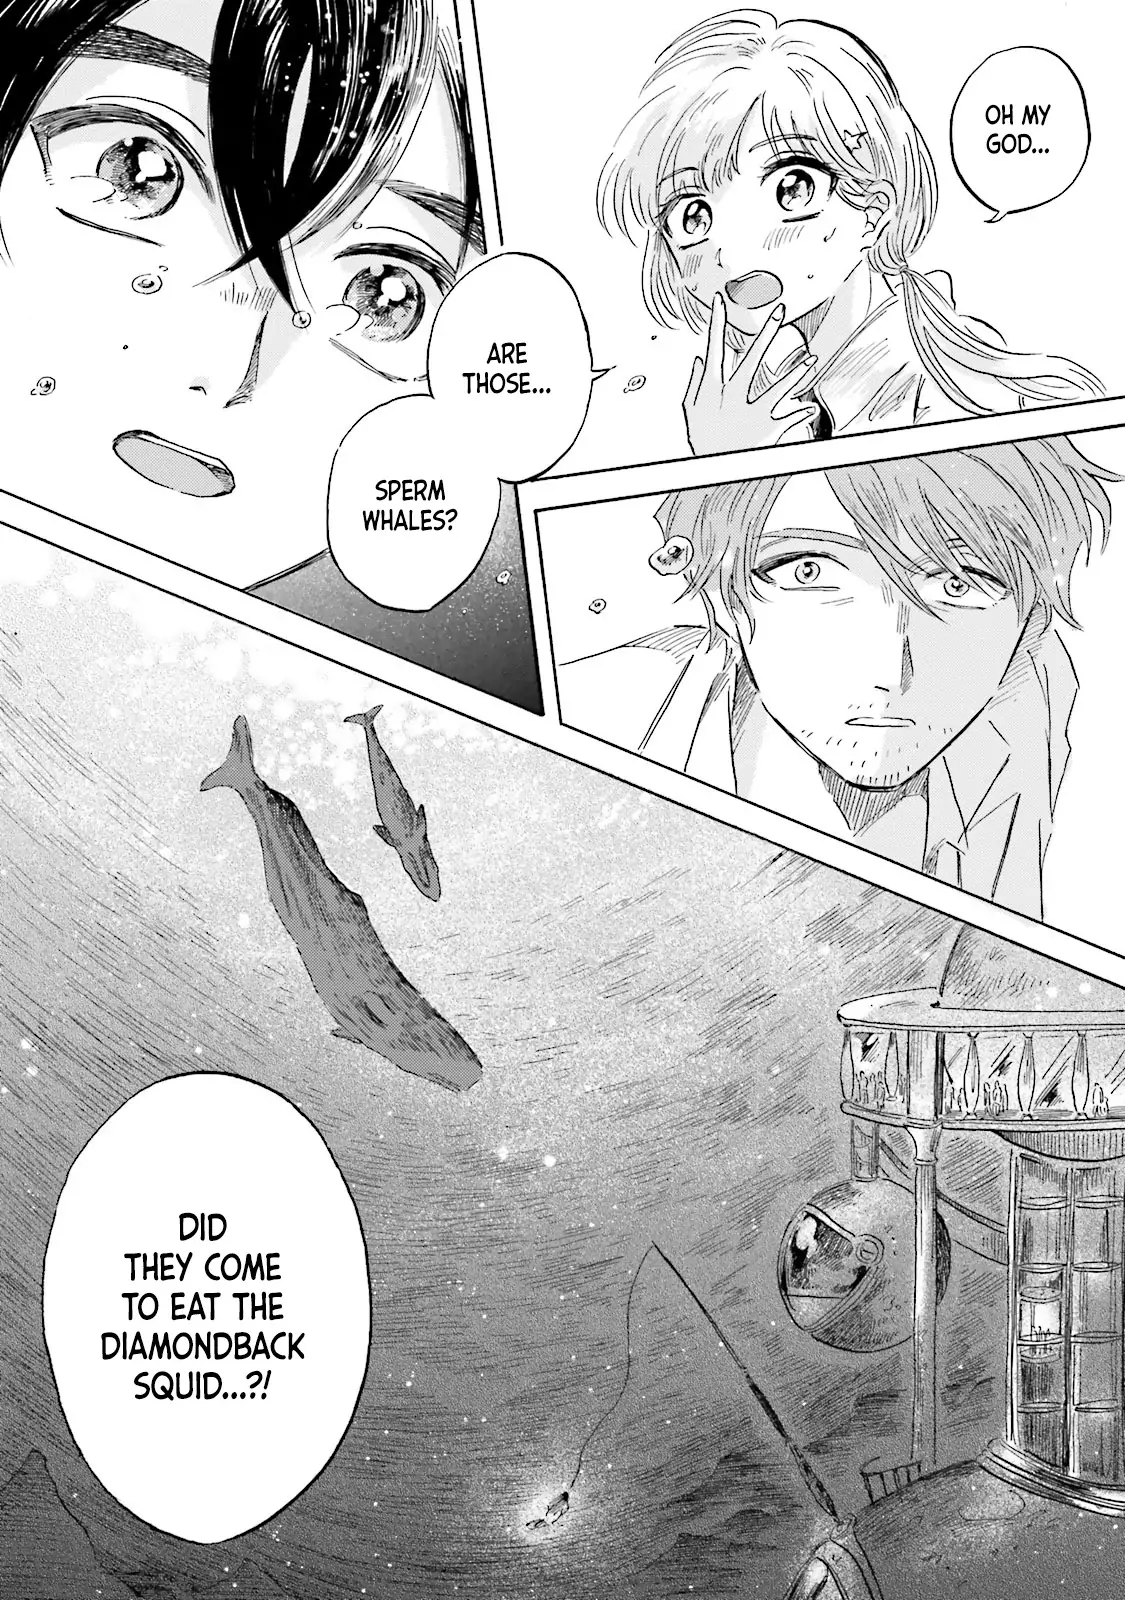 OH MY
GOD...
ARE
THOSE...
SPERM
WHALES?
DID
THEY COME
TO EAT THE
DIAMONDBACK
SQUID...?!